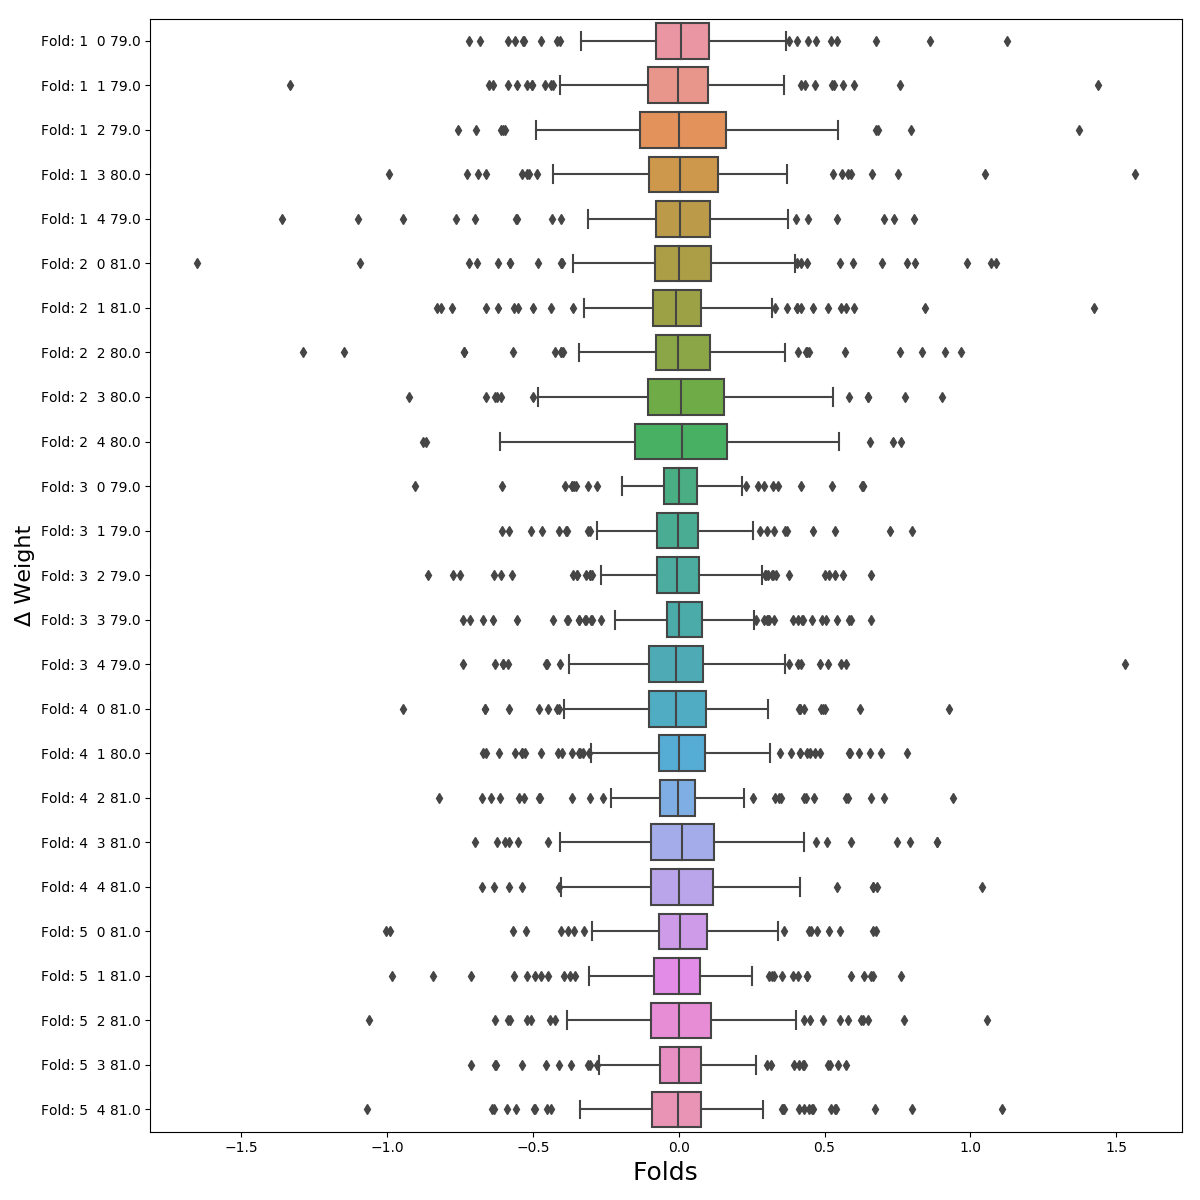 Fold: 1  0 79.0
Fold: 1  1 79.0
Fold: 1  2 79.0
Fold: 1  3 80.0
Fold: 1  4 79.0
Fold: 2  0 81.0
Fold: 2  1 81.0
Fold: 2  2 80.0
Fold: 2  3 80.0
Fold: 2  4 80.0
Fold: 3  0 79.0
Fold: 3  1 79.0
Fold: 3  2 79.0
Fold: 3  3 79.0
Fold: 3  4 79.0
Fold: 4  0 81.0
Fold: 4  1 80.0
Fold: 4  2 81.0
Fold: 4  3 81.0
Fold: 4  4 81.0
Fold: 5  0 81.0
Fold: 5  1 81.0
Fold: 5  2 81.0
Fold: 5  3 81.0
Fold: 5  4 81.0
Δ Weight
−1.5 −1.0 −0.5 0.0 0.5 1.0 1.5
Folds